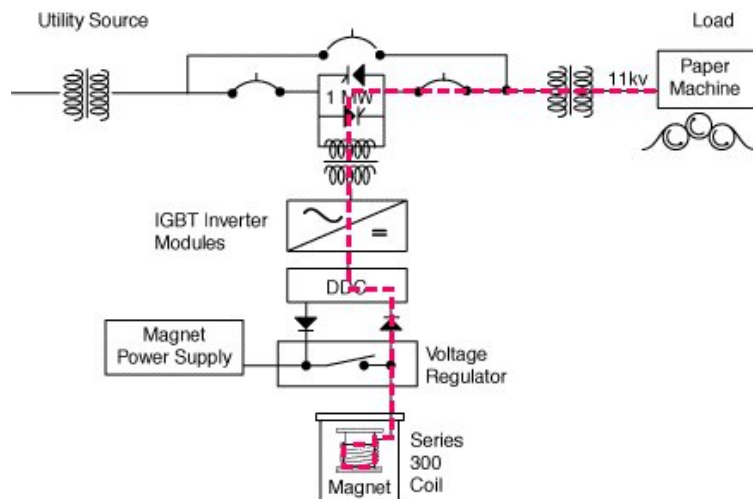 Utility Source
Load
11kv
Paper
Machine
1 MW
IGBT Inverter
Modules
DDC
Magnet
Power Supply
Voltage
Regulator
Series
300
Coil
Magnet